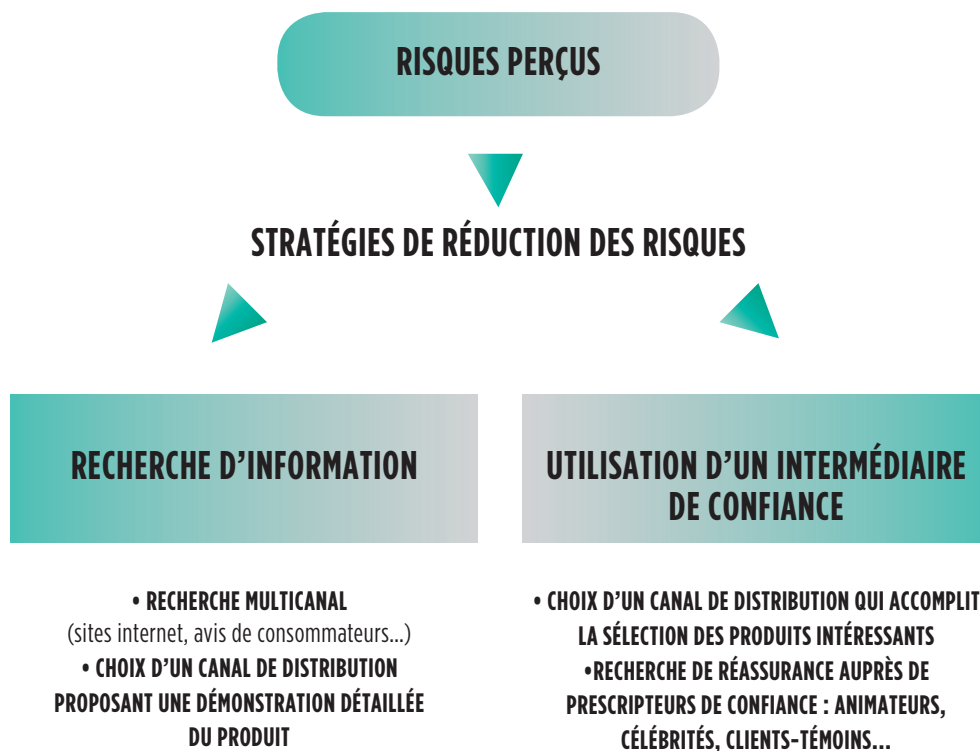 RISQUES PERÇUS
STRATÉGIES DE RÉDUCTION DES RISQUES
RECHERCHE D’INFORMATION
• RECHERCHE MULTICANAL
(sites internet, avis de consommateurs...)
• CHOIX D’UN CANAL DE DISTRIBUTION
PROPOSANT UNE DÉMONSTRATION DÉTAILLÉE
DU PRODUIT
UTILISATION D’UN INTERMÉDIAIRE
DE CONFIANCE
• CHOIX D’UN CANAL DE DISTRIBUTION QUI ACCOMPLIT
LA SÉLECTION DES PRODUITS INTÉRESSANTS
•RECHERCHE DE RÉASSURANCE AUPRÈS DE
PRESCRIPTEURS DE CONFIANCE : ANIMATEURS,
CÉLÉBRITÉS, CLIENTS-TÉMOINS...